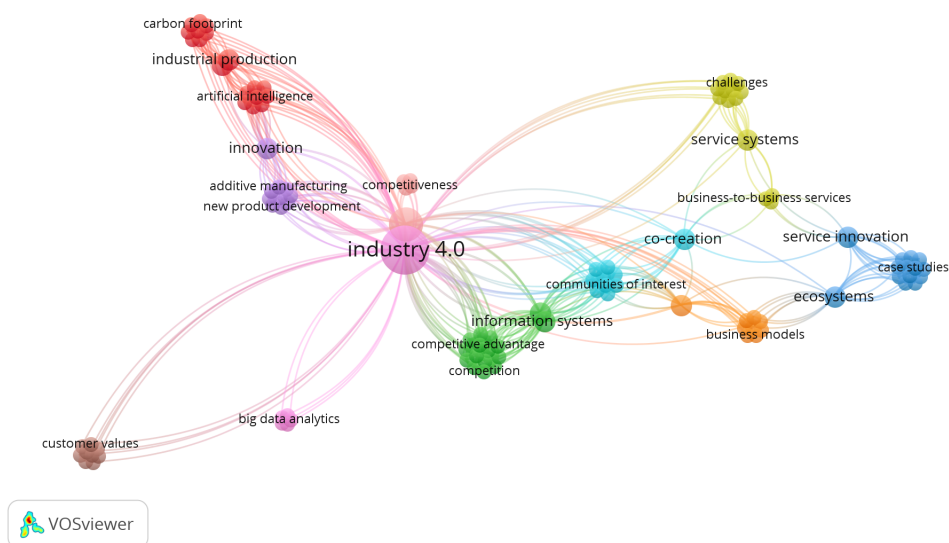 carbon footprint
industrial production
artificial intelligence
innovation
additive manufacturing
new product development
competitiveness
industry 4.0
challenges
service systems
business-to-business services
co-creation
service innovation
case studies
communities of interest
ecosystems
information systems
business models
competitive advantage
competition
big data analytics
customer values
VOSviewer